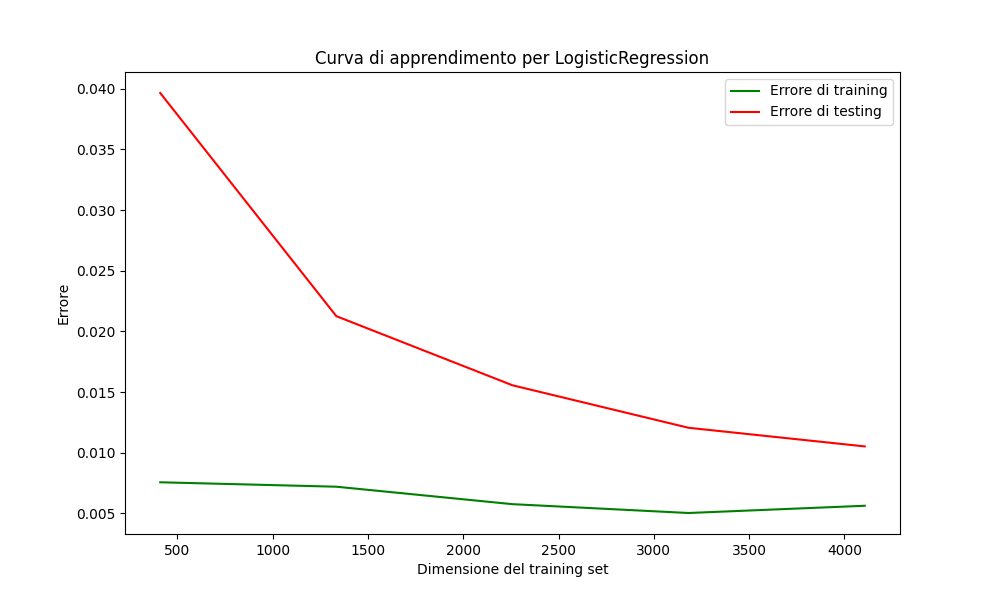 Curva di apprendimento per LogisticRegression
Errore di training
Errore di testing
0.040
0.035
0.030
0.025
0.020
0.015
0.010
0.005
Errore
500 1000 1500 2000 2500 3000 3500 4000
Dimensione del training set